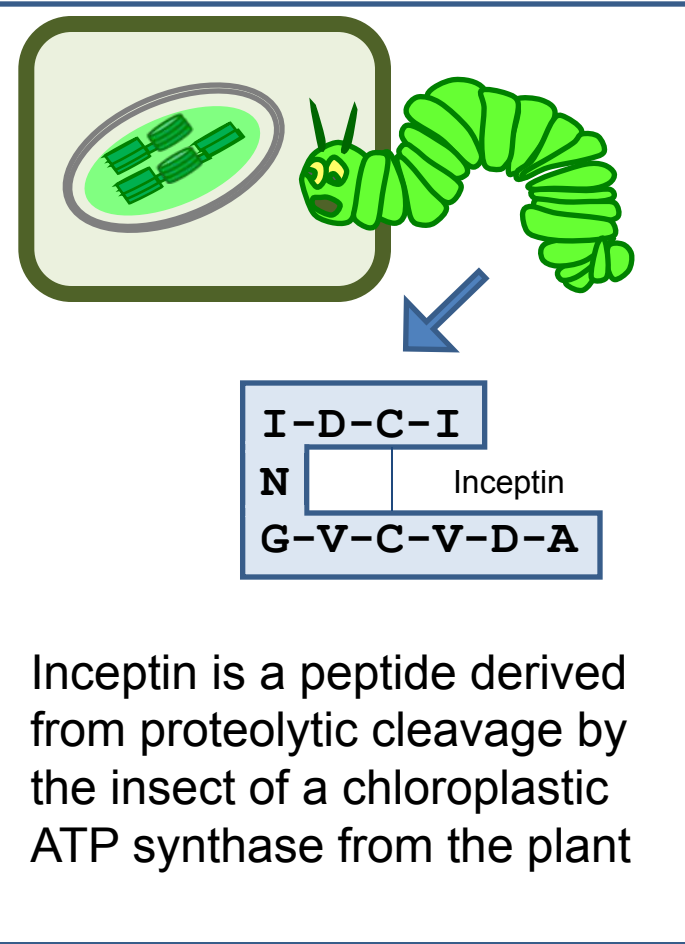 I–D–C–I
N
Inceptin
G–V–C–V–D–A
Inceptin is a peptide derived
from proteolytic cleavage by
the insect of a chloroplastic
ATP synthase from the plant